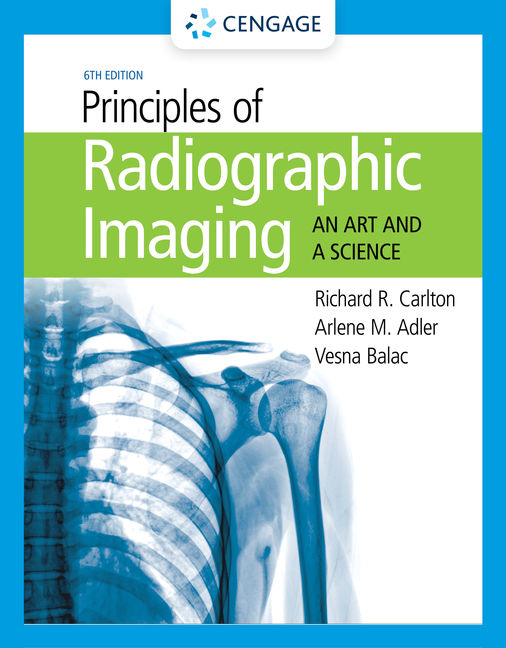 CENGAGE
6TH EDITION
Principles of
Radiographic
Imaging
AN ART AND
A SCIENCE
Richard R. Carlton
Arlene M. Adler
Vesna Balac